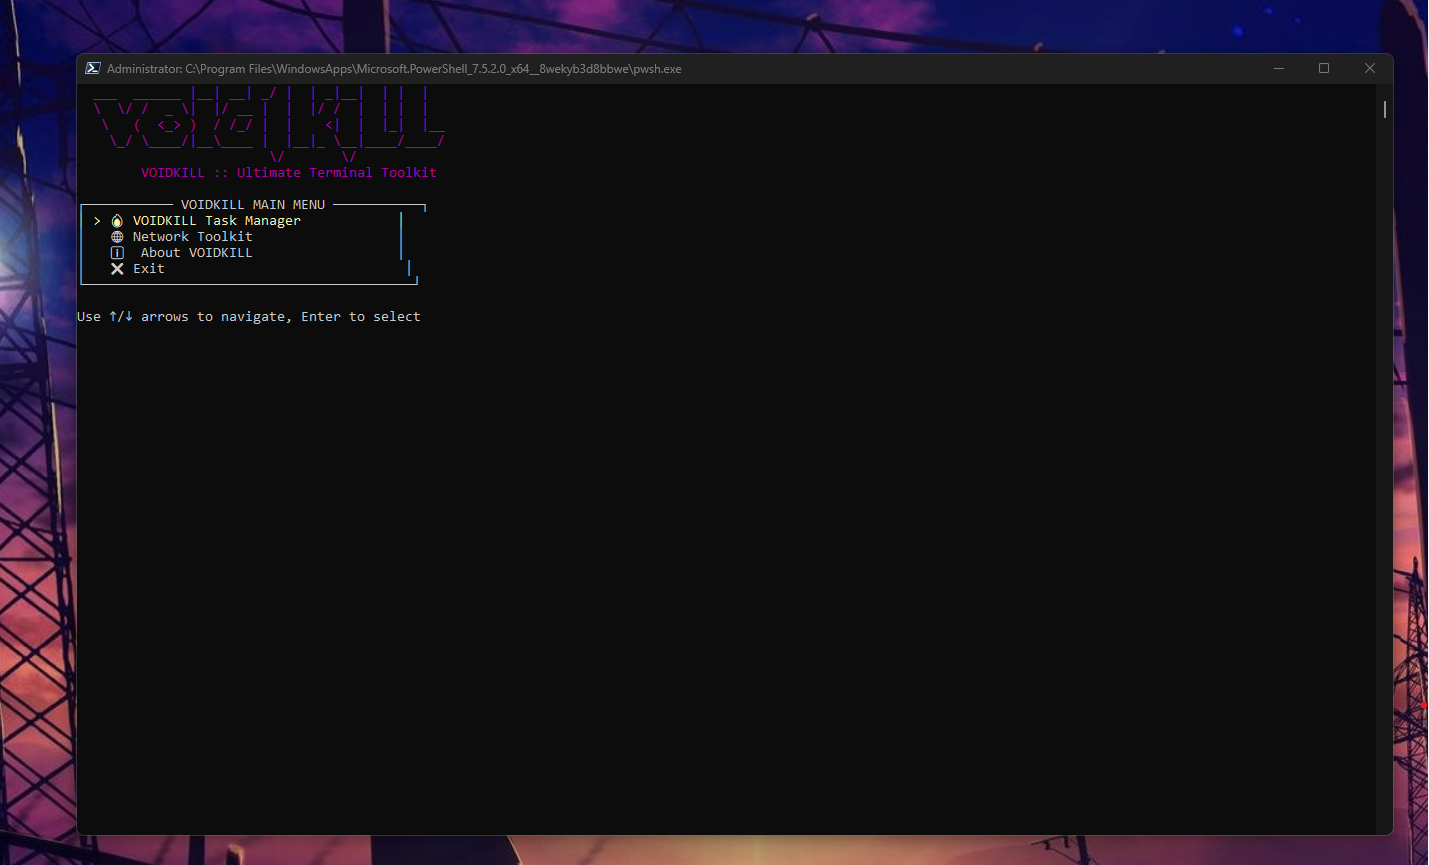 Administrator: C:\Program Files\WindowsApps\Microsoft.PowerShell_7.5.2.0_x64__8wekyb3d8bbwe\pwsh.exe
voidkill
VOIDKILL :: Ultimate Terminal Toolkit
VOIDKILL MAIN MENU
> VOIDKILL Task Manager
Network Toolkit
About VOIDKILL
Exit
Use ↑/↓ arrows to navigate, Enter to select